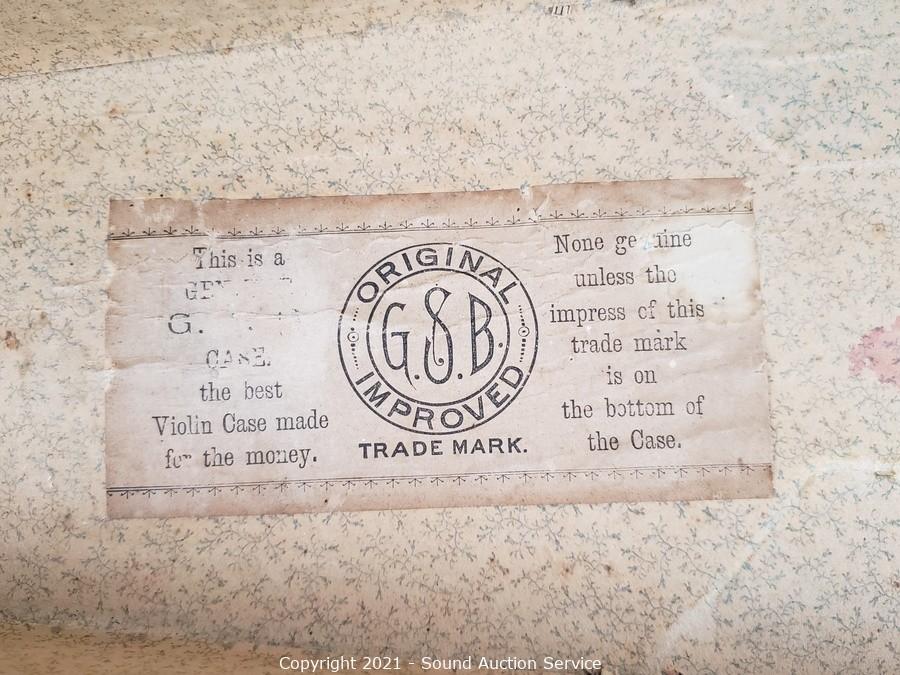 This is a
G.
CASE.
the best
Violin Case made
for the money.
ORIGINAL
G.S.B.
IMPROVED
TRADE MARK.
None genuine
unless the
impress of this
trade mark
is on
the bottom of
the Case.
Copyright 2021 - Sound Auction Service